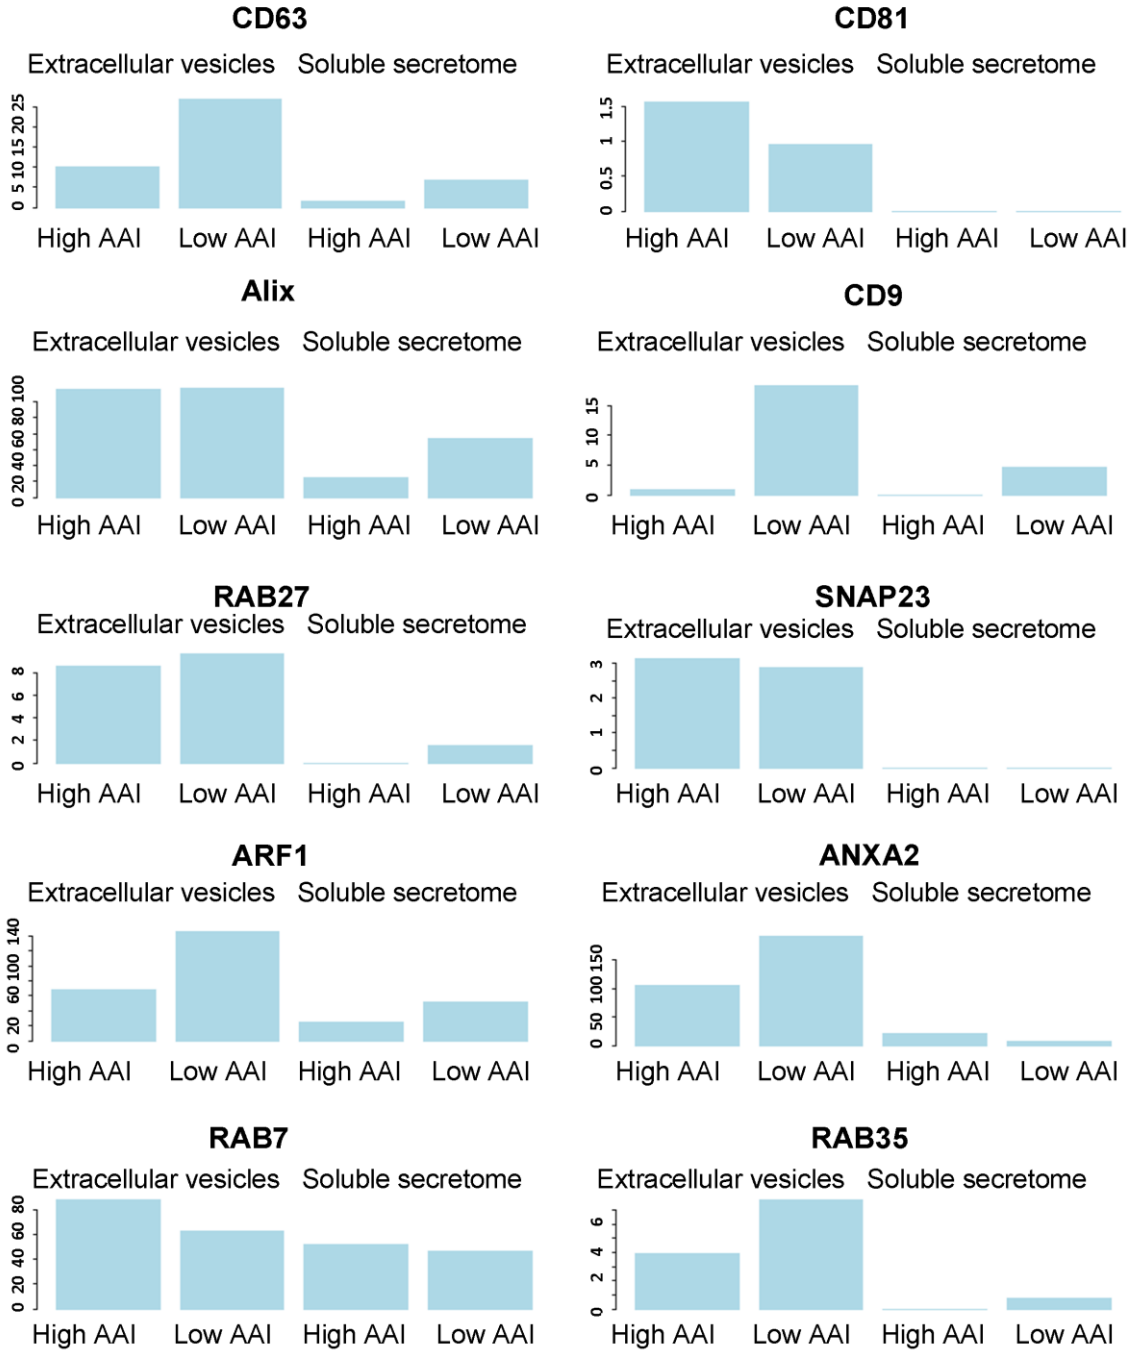 CD63
Extracellular vesicles Soluble secretome
0 5 10 15 20 25
High AAI Low AAI High AAI Low AAI
CD81
Extracellular vesicles Soluble secretome
0 0.5 1 1.5
High AAI Low AAI High AAI Low AAI
Alix
Extracellular vesicles Soluble secretome
0 20 40 60 80 100
High AAI Low AAI High AAI Low AAI
CD9
Extracellular vesicles Soluble secretome
0 5 10 15
High AAI Low AAI High AAI Low AAI
RAB27
Extracellular vesicles Soluble secretome
0 2 4 6 8
High AAI Low AAI High AAI Low AAI
SNAP23
Extracellular vesicles Soluble secretome
0 1 2 3
High AAI Low AAI High AAI Low AAI
ARF1
Extracellular vesicles Soluble secretome
0 20 60 100 140
High AAI Low AAI High AAI Low AAI
ANXA2
Extracellular vesicles Soluble secretome
0 50 100 150
High AAI Low AAI High AAI Low AAI
RAB7
Extracellular vesicles Soluble secretome
0 20 40 60 80
High AAI Low AAI High AAI Low AAI
RAB35
Extracellular vesicles Soluble secretome
0 2 4 6
High AAI Low AAI High AAI Low AAI